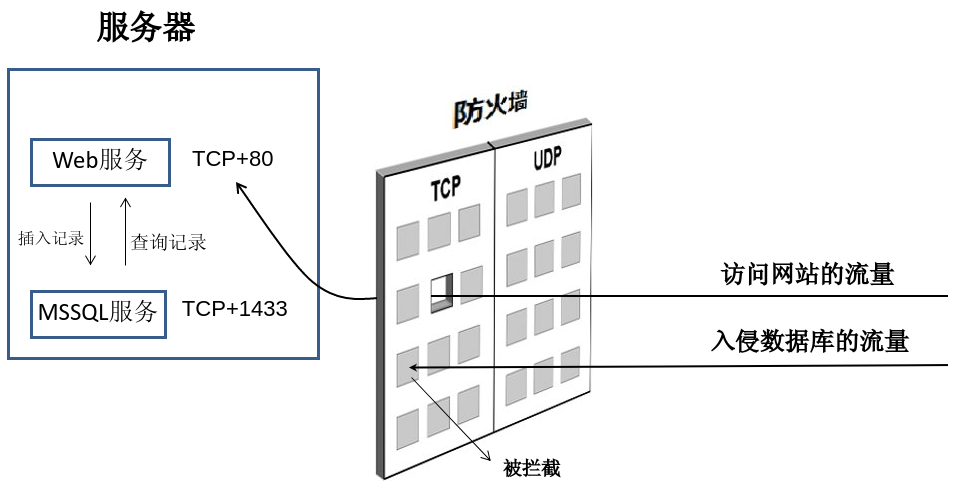 服务器
防火墙
Web服务
TCP+80
TCP
UDP
插入记录
查询记录
访问网站的流量
MSSQL服务
TCP+1433
入侵数据库的流量
被拦截